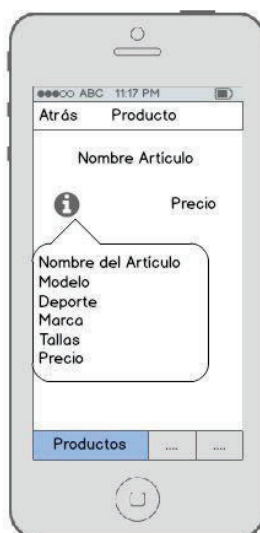 ABC 11:17 PM
Atrás Producto
Nombre Artículo
Precio
Nombre del Artículo
Modelo
Deporte
Marca
Tallas
Precio
Productos .... ....